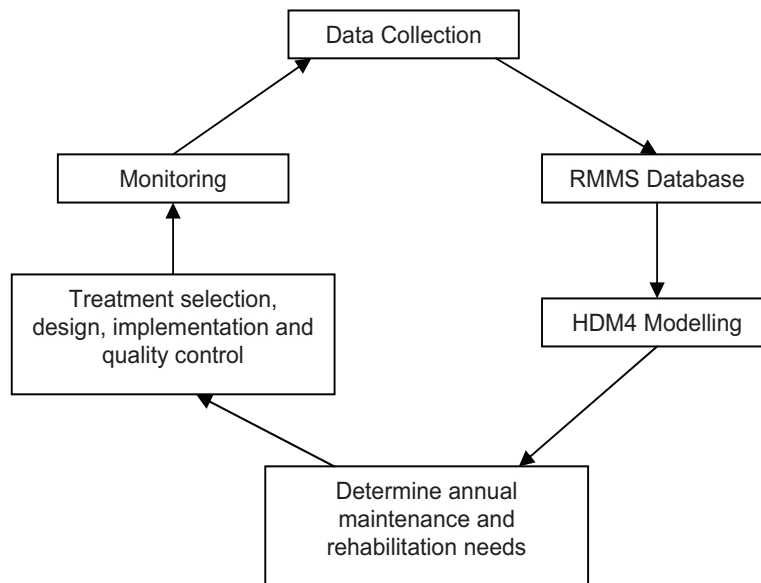 Data Collection
Monitoring
RMMS Database
Treatment selection,
design, implementation and
quality control
HDM4 Modelling
Determine annual
maintenance and
rehabilitation needs